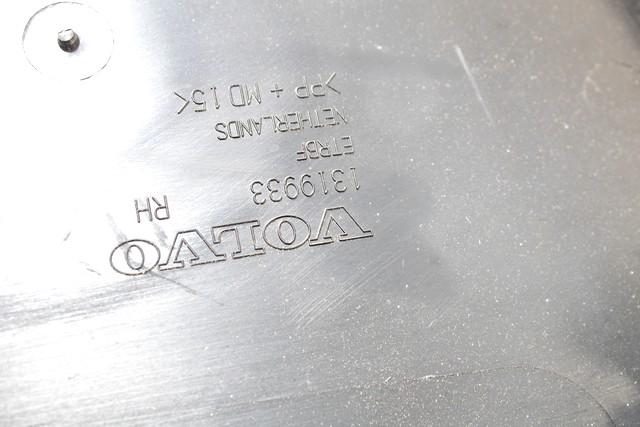 VOLVO
1319933 RH
ETRBF
NETHERLANDS
>PP + MD 15<